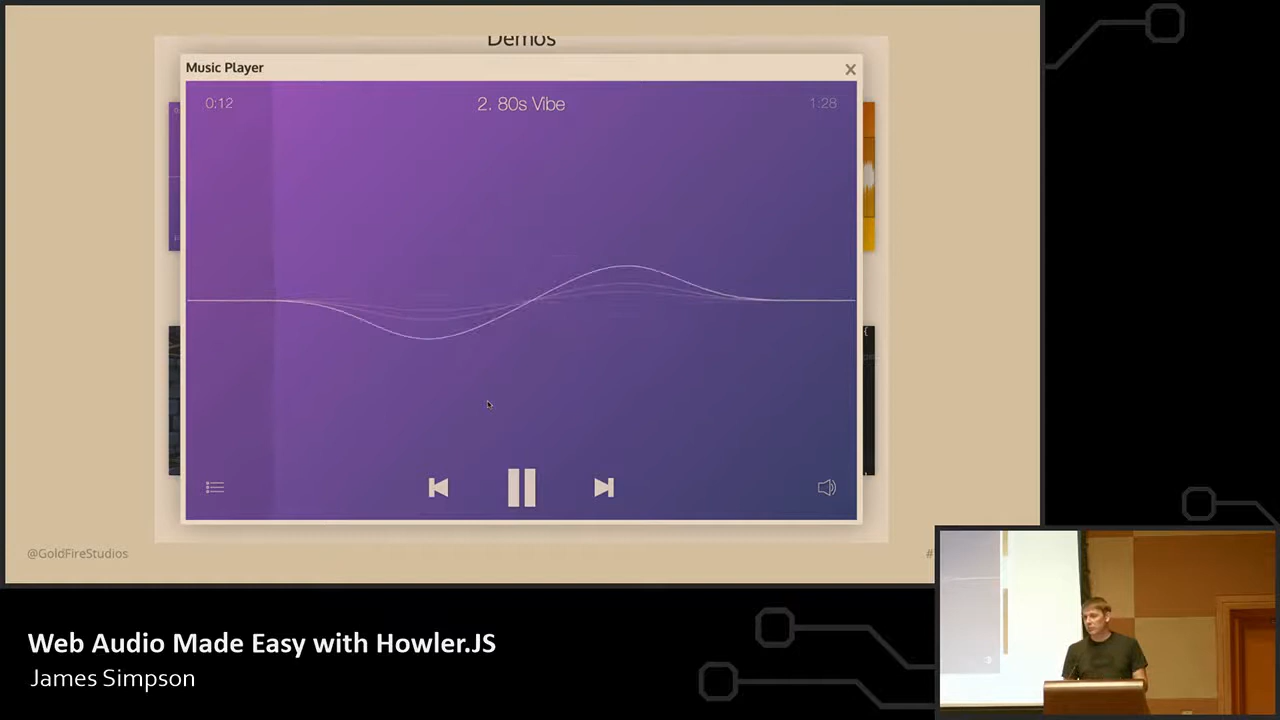 Demos
Music Player
X
0:12
2. 80s Vibe
1:28
@GoldFireStudios
#
Web Audio Made Easy with Howler.JS
James Simpson